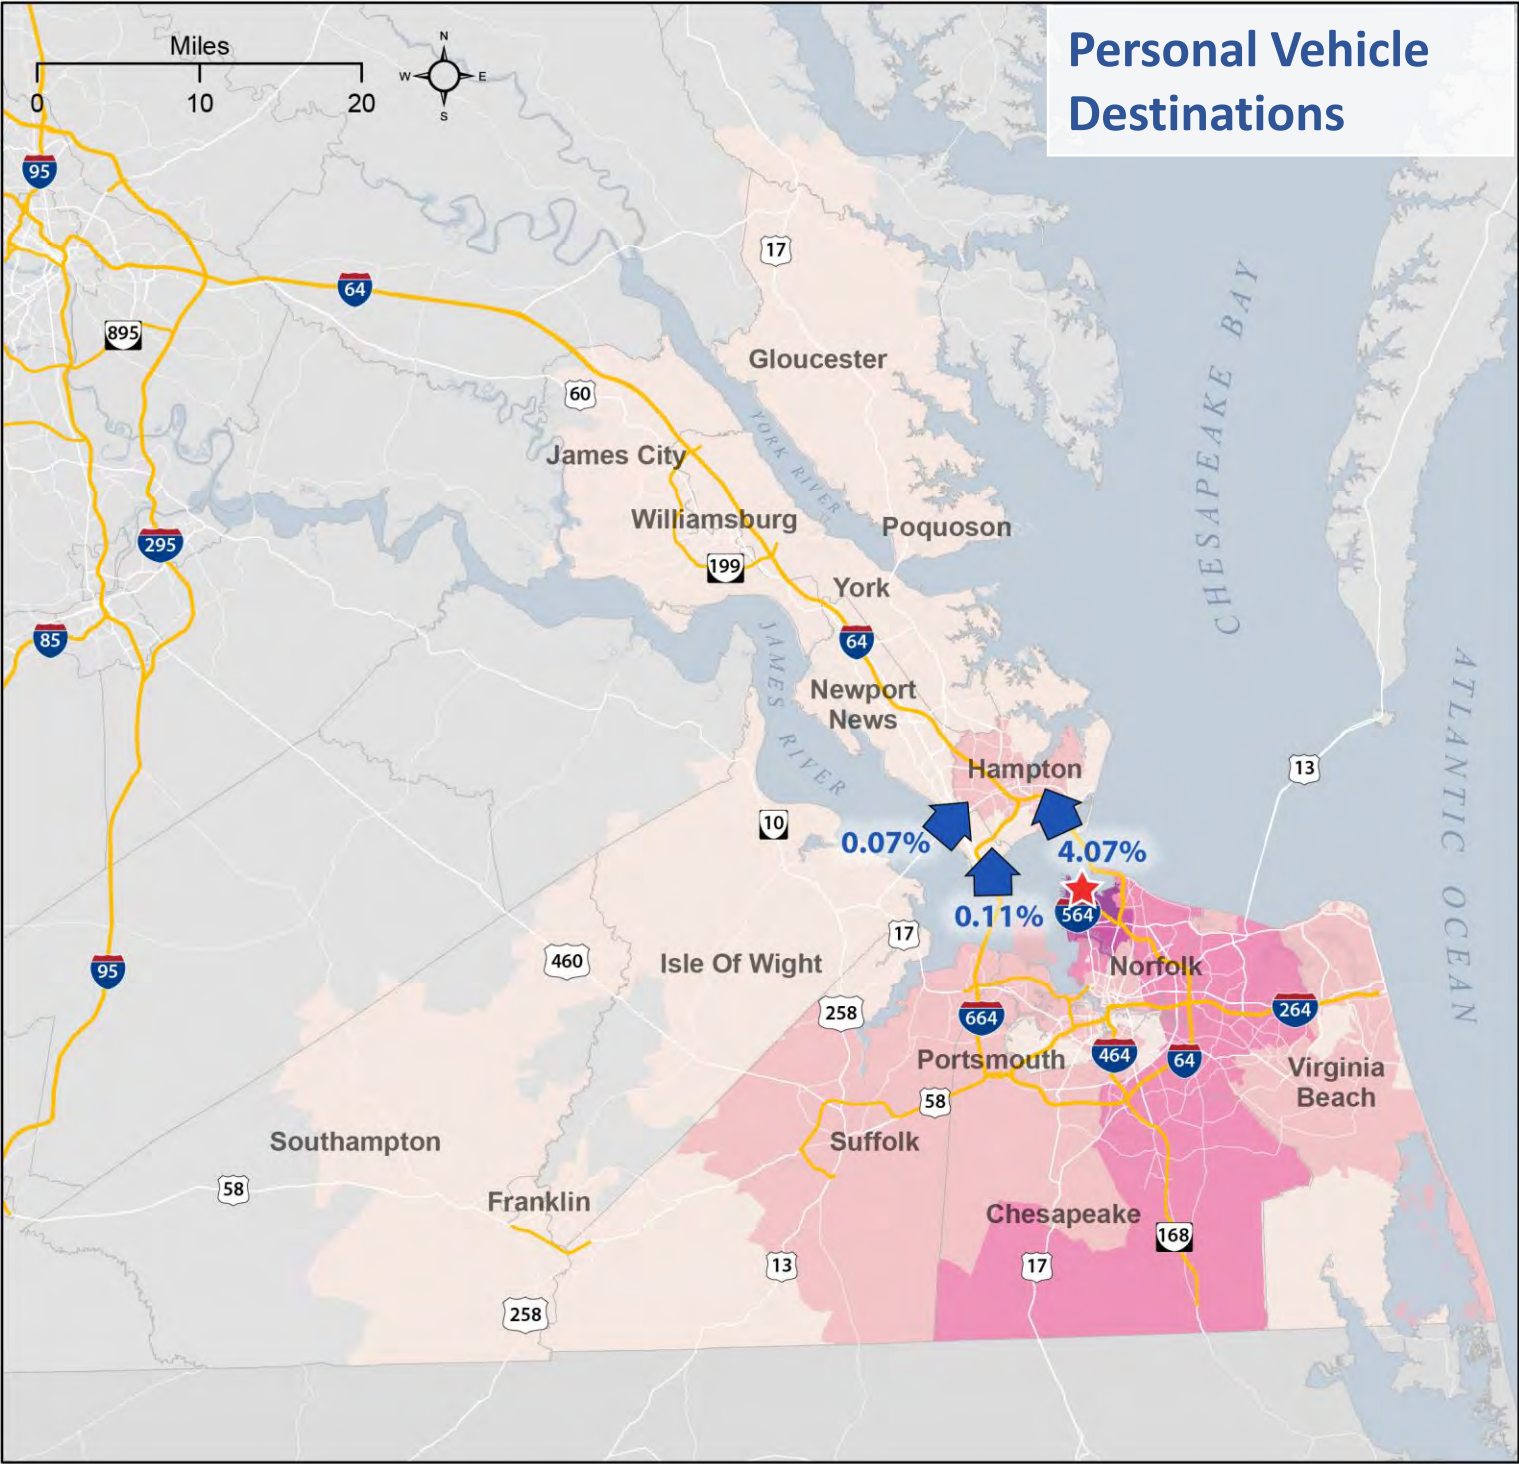 Personal Vehicle
Destinations
Miles
0
10
20
N
W
E
S
95
17
64
CHESAPEAKE BAY
895
Gloucester
60
YORK RIVER
James City
Williamsburg
Poquoson
295
199
York
85
64
JAMES RIVER
Newport
News
ATLANTIC OCEAN
Hampton
13
10
0.07%
4.07%
0.11%
564
17
460
Isle Of Wight
Norfolk
95
258
664
264
Portsmouth
464
64
Virginia
Beach
58
Southampton
Suffolk
58
Franklin
Chesapeake
168
13
17
258